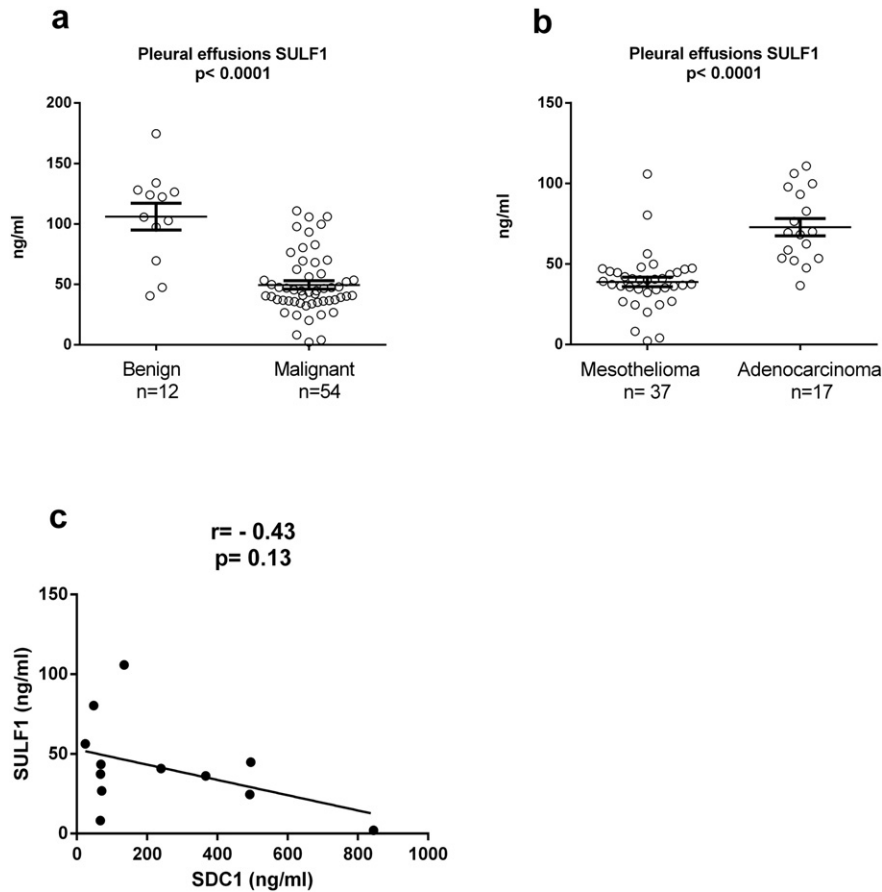 a
Pleural effusions SULF1
p< 0.0001
200
150
100
50
0
ng/ml
Benign
n=12
Malignant
n=54
b
Pleural effusions SULF1
p< 0.0001
150
100
50
0
ng/ml
Mesothelioma
n= 37
Adenocarcinoma
n=17
c
r= - 0.43
p= 0.13
150
100
50
0
SULF1 (ng/ml)
0 200 400 600 800 1000
SDC1 (ng/ml)